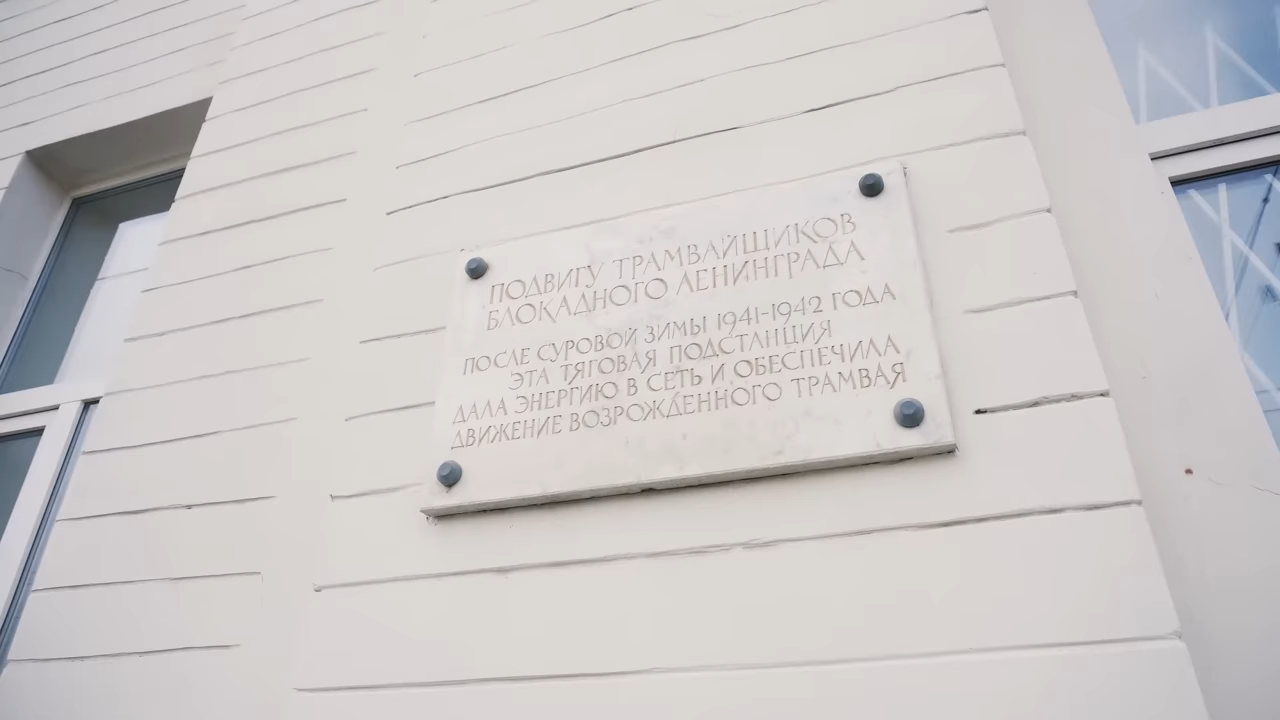 ПОДВИГУ ТРАМВАЙЩИКОВ
БЛОКАДНОГО ЛЕНИНГРАДА
ПОСЛЕ СУРОВОЙ ЗИМЫ 1941-1942 ГОДА
ЭТА ТЯГОВАЯ ПОДСТАНЦИЯ
ДАЛА ЭНЕРГИЮ В СЕТЬ И ОБЕСПЕЧИЛА
ДВИЖЕНИЕ ВОЗРОЖДЕННОГО ТРАМВАЯ